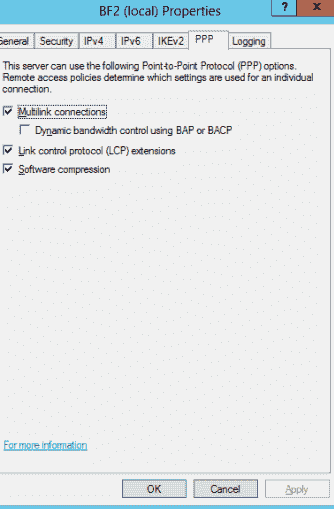 BF2 (local) Properties
? x
General Security IPv4 IPv6 IKEv2 PPP Logging
This server can use the following Point-to-Point Protocol (PPP) options.
Remote access policies determine which settings are used for an individual
connection.
Multilink connections
Dynamic bandwidth control using BAP or BACP
Link control protocol (LCP) extensions
Software compression
For more information
OK Cancel Apply